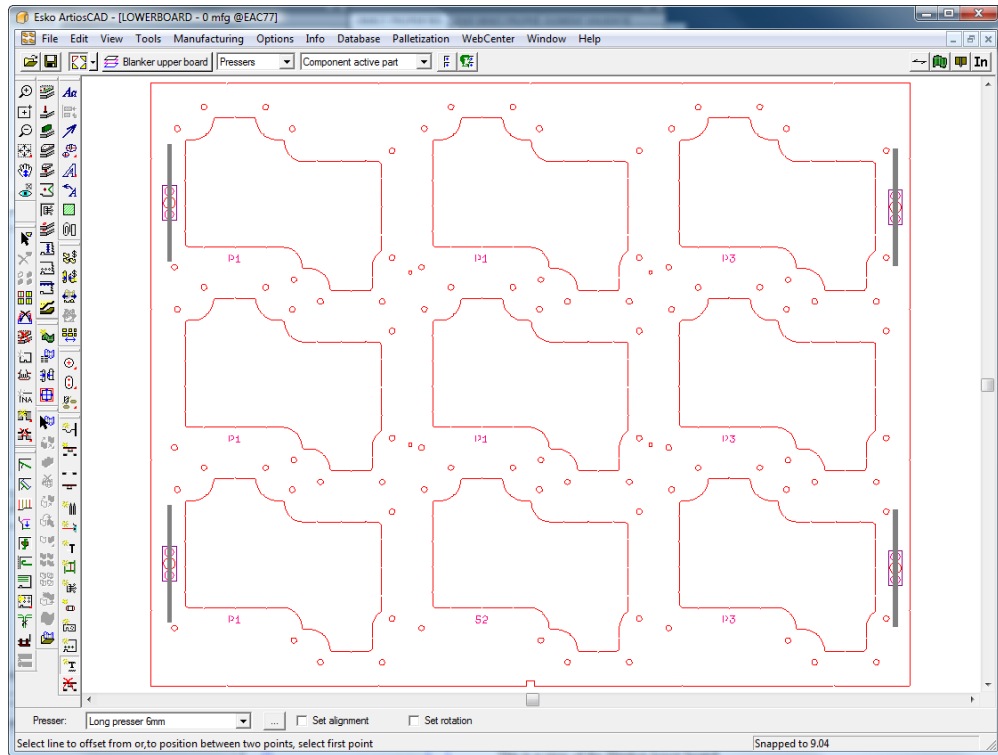 Esko ArtiosCAD - [LOWERBOARD - 0 mfg @EAC77]
File Edit View Tools Manufacturing Options Info Database Palletization WebCenter Window Help
Blanker upper board Pressers Component active part In
P1 P1 P3
P1 P1 P3
P1 S2 P3
Presser: Long presser 6mm ... Set alignment Set rotation
Select line to offset from or,to position between two points, select first point Snapped to 9.04